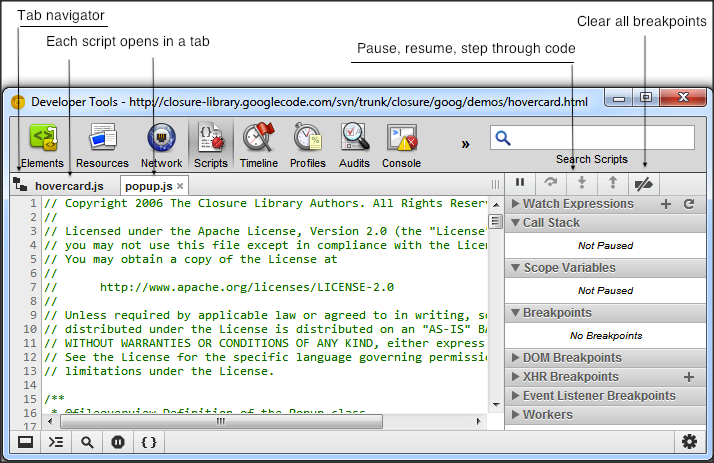 Tab navigator
Each script opens in a tab
Pause, resume, step through code
Clear all breakpoints
Developer Tools - http://closure-library.googlecode.com/svn/trunk/closure/goog/demos/hovercard.html
Elements Resources Network Scripts Timeline Profiles Audits Console » Search Scripts
hovercard.js popup.js ×
1 // Copyright 2006 The Closure Library Authors. All Rights Reser
2 //
3 // Licensed under the Apache License, Version 2.0 (the "License"
4 // you may not use this file except in compliance with the Licen
5 // You may obtain a copy of the License at
6 //
7 // http://www.apache.org/licenses/LICENSE-2.0
8 //
9 // Unless required by applicable law or agreed to in writing, so
10 // distributed under the License is distributed on an "AS-IS" BA
11 // WITHOUT WARRANTIES OR CONDITIONS OF ANY KIND, either express
12 // See the License for the specific language governing permissio
13 // limitations under the License.
14
15 /**
16 * @fileoverview Definition of the Popup class.
Watch Expressions
Call Stack
Not Paused
Scope Variables
Not Paused
Breakpoints
No Breakpoints
DOM Breakpoints
XHR Breakpoints
Event Listener Breakpoints
Workers